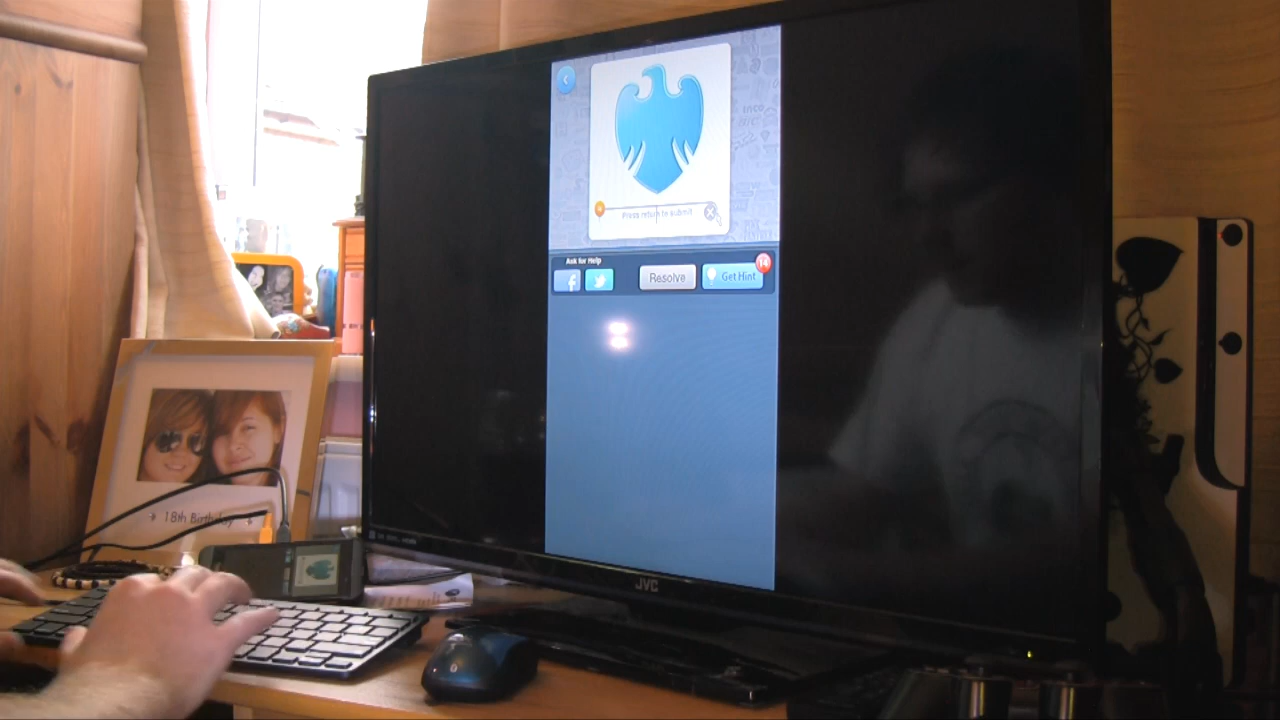 Press return to submit
Ask for Help
Resolve
Get Hint
14
18th Birthday
JVC